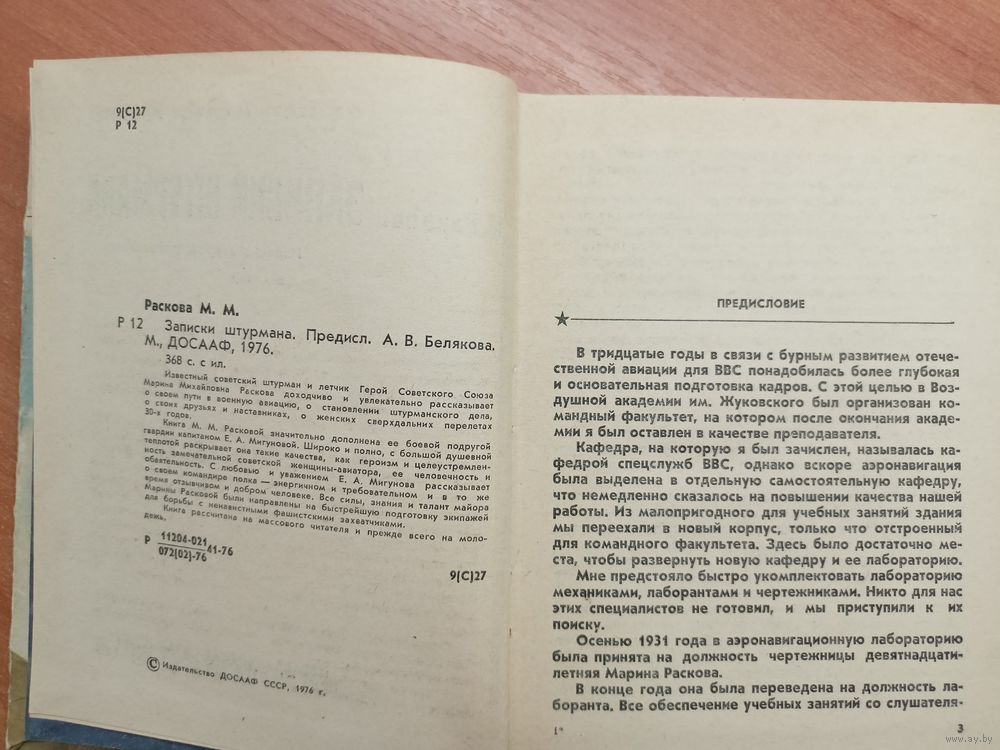 9(С)27
Р 12
Раскова М. М.
Р 12 Записки штурмана. Предисл. А. В. Белякова.
М., ДОСААФ, 1976.
368 с. с ил.
Известный советский штурман и летчик Герой Советского Союза
Марина Михайловна Раскова доходчиво и увлекательно рассказывает
о своем пути в военную авиацию, о становлении штурманского дела,
о своих друзьях и наставниках, о женских сверхдальних перелетах
30-х годов.
Книга М. М. Расковой значительно дополнена ее боевой подругой
гвардии капитаном Е. А. Мигуновой. Широко и полно, с большой душевной
теплотой раскрывает она такие качества, как героизм и целеустремлен-
ность замечательной советской женщины-авиатора, ее человечность и
обаятельность. С любовью и уважением Е. А. Мигунова рассказывает
о своем командире полка — энергичном и требовательном и в то же
время отзывчивом и добром человеке. Все силы, знания и талант майора
Марины Расковой были направлены на быстрейшую подготовку экипажей
для борьбы с ненавистными фашистскими захватчиками.
Книга рассчитана на массового читателя и прежде всего на моло-
дежь.
Р 11204-021 41-76
072(02)-76
9(С)27
© Издательство ДОСААФ СССР, 1976 г.
ПРЕДИСЛОВИЕ
В тридцатые годы в связи с бурным развитием отече-
ственной авиации для ВВС понадобилась более глубокая
и основательная подготовка кадров. С этой целью в Воз-
душной академии им. Жуковского был организован ко-
мандный факультет, на котором после окончания акаде-
мии я был оставлен в качестве преподавателя.
Кафедра, на которую я был зачислен, называлась ка-
федрой спецслужб ВВС, однако вскоре аэронавигация
была выделена в отдельную самостоятельную кафедру,
что немедленно сказалось на повышении качества нашей
работы. Из малопригодного для учебных занятий здания
мы переехали в новый корпус, только что отстроенный
для командного факультета. Здесь было достаточно ме-
ста, чтобы развернуть новую кафедру и ее лабораторию.
Мне предстояло быстро укомплектовать лабораторию
механиками, лаборантами и чертежниками. Никто для нас
этих специалистов не готовил, и мы приступили к их
поиску.
Осенью 1931 года в аэронавигационную лабораторию
была принята на должность чертежницы девятнадцати-
летняя Марина Раскова.
В конце года она была переведена на должность ла-
боранта. Все обеспечение учебных занятий со слушателя-
1*
3
www.ay.by